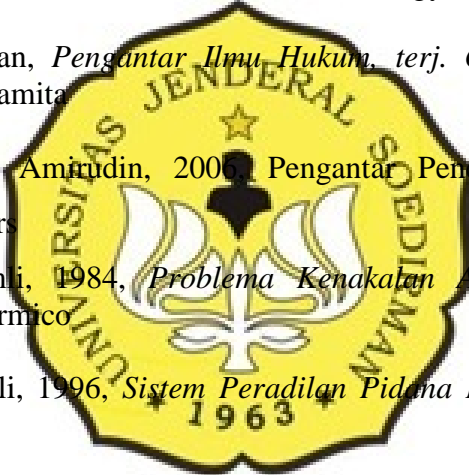 an, Pengantar Ilmu Hukum, terj.
amita
Amirudin, 2006, Pengantar
li, 1984, Problema Kenakalan
rmico
li, 1996, Sistem Peradilan Pidana
UNIVERSITAS JENDERAL SOEDIRMAN
* 1963 *